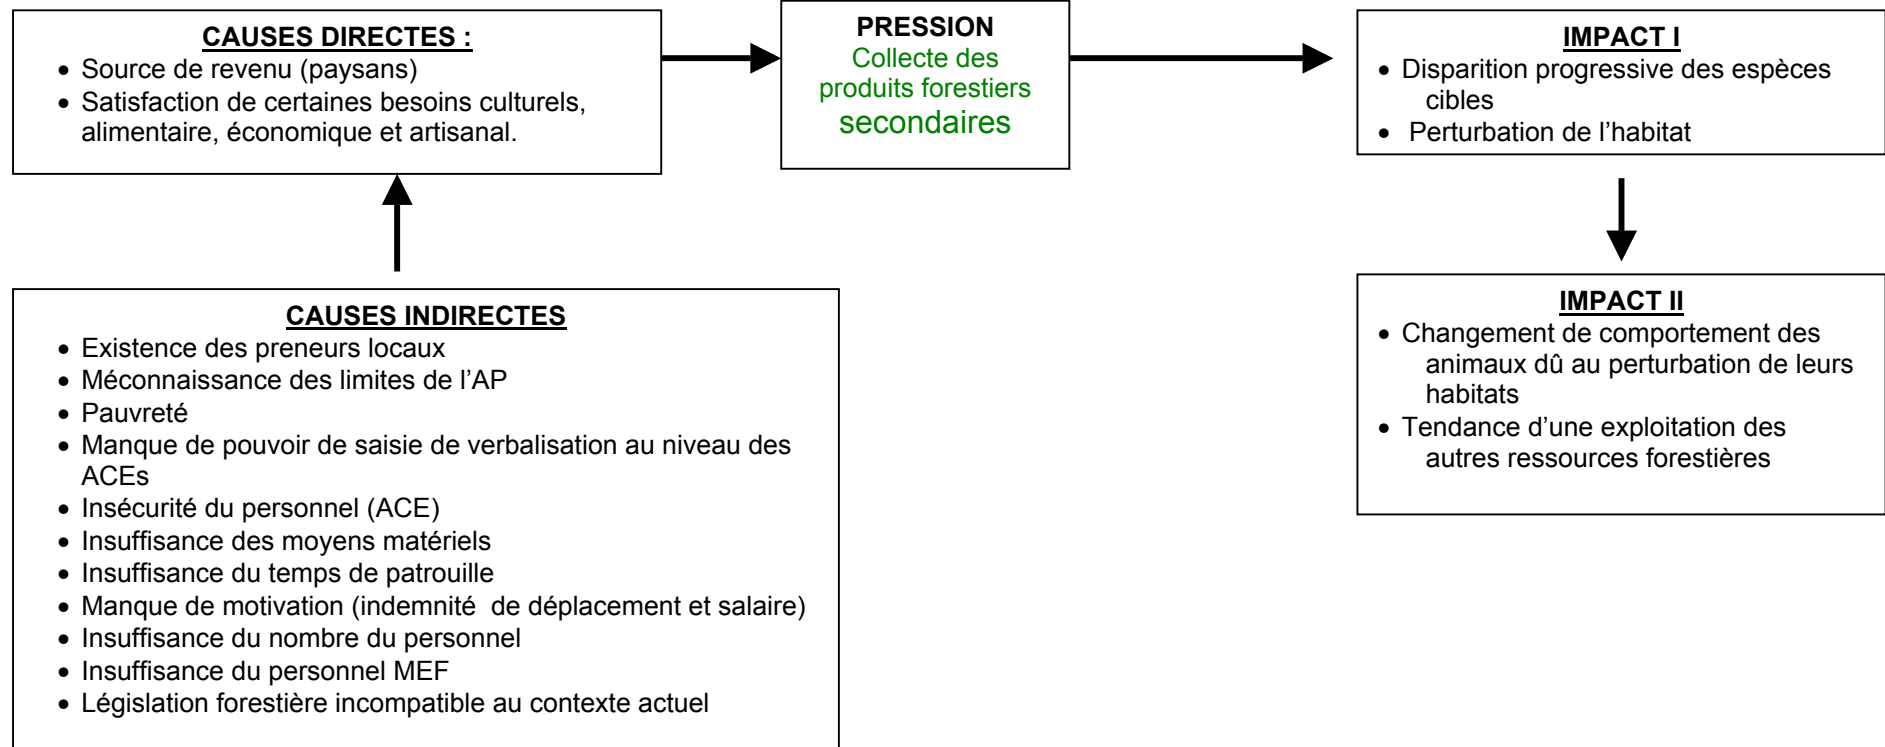 CAUSES DIRECTES :
• Source de revenu (paysans)
• Satisfaction de certaines besoins culturels,
alimentaire, économique et artisanal.
PRESSION
Collecte des
produits forestiers
secondaires
IMPACT I
• Disparition progressive des espèces
cibles
• Perturbation de l’habitat
CAUSES INDIRECTES
• Existence des preneurs locaux
• Méconnaissance des limites de l’AP
• Pauvreté
• Manque de pouvoir de saisie de verbalisation au niveau des
ACEs
• Insécurité du personnel (ACE)
• Insuffisance des moyens matériels
• Insuffisance du temps de patrouille
• Manque de motivation (indemnité de déplacement et salaire)
• Insuffisance du nombre du personnel
• Insuffisance du personnel MEF
• Législation forestière incompatible au contexte actuel
IMPACT II
• Changement de comportement des
animaux dû au perturbation de leurs
habitats
• Tendance d’une exploitation des
autres ressources forestières